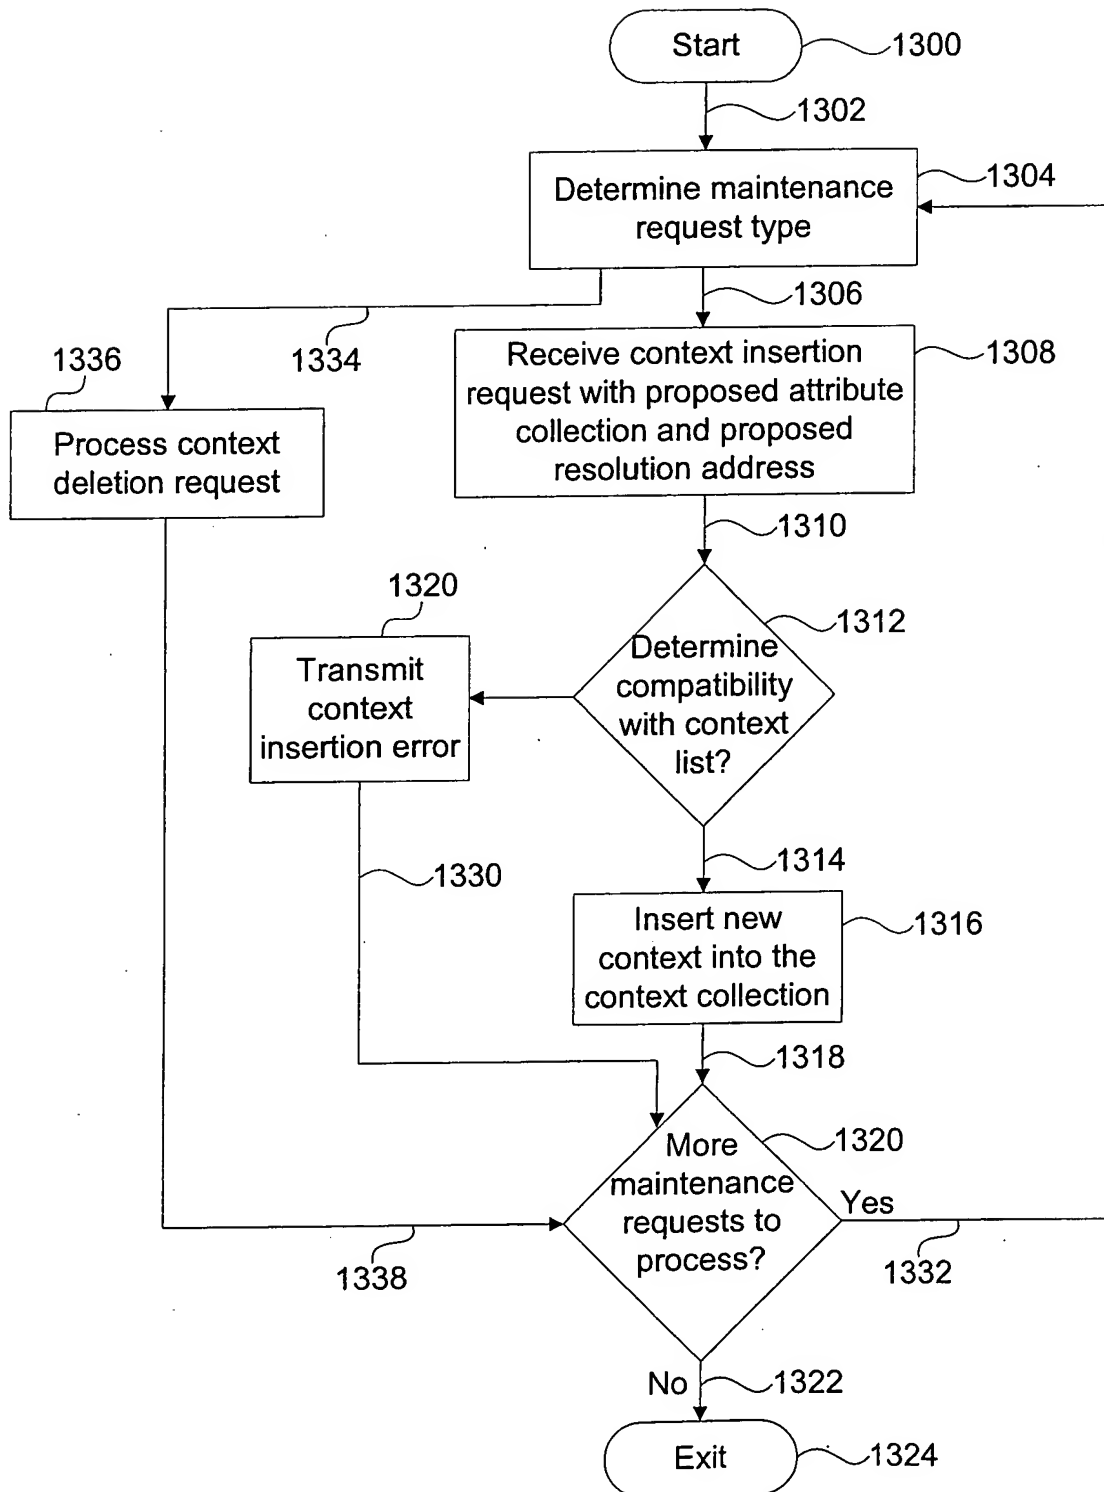 Start
1300
1302
Determine maintenance
request type
1304
1306
1334
1336
Process context
deletion request
Receive context insertion
request with proposed attribute
collection and proposed
resolution address
1308
1310
1320
Transmit
context
insertion error
Determine
compatibility
with context
list?
1312
1314
1330
Insert new
context into the
context collection
1316
1318
More
maintenance
requests to
process?
1320
Yes
1332
1338
No
1322
Exit
1324